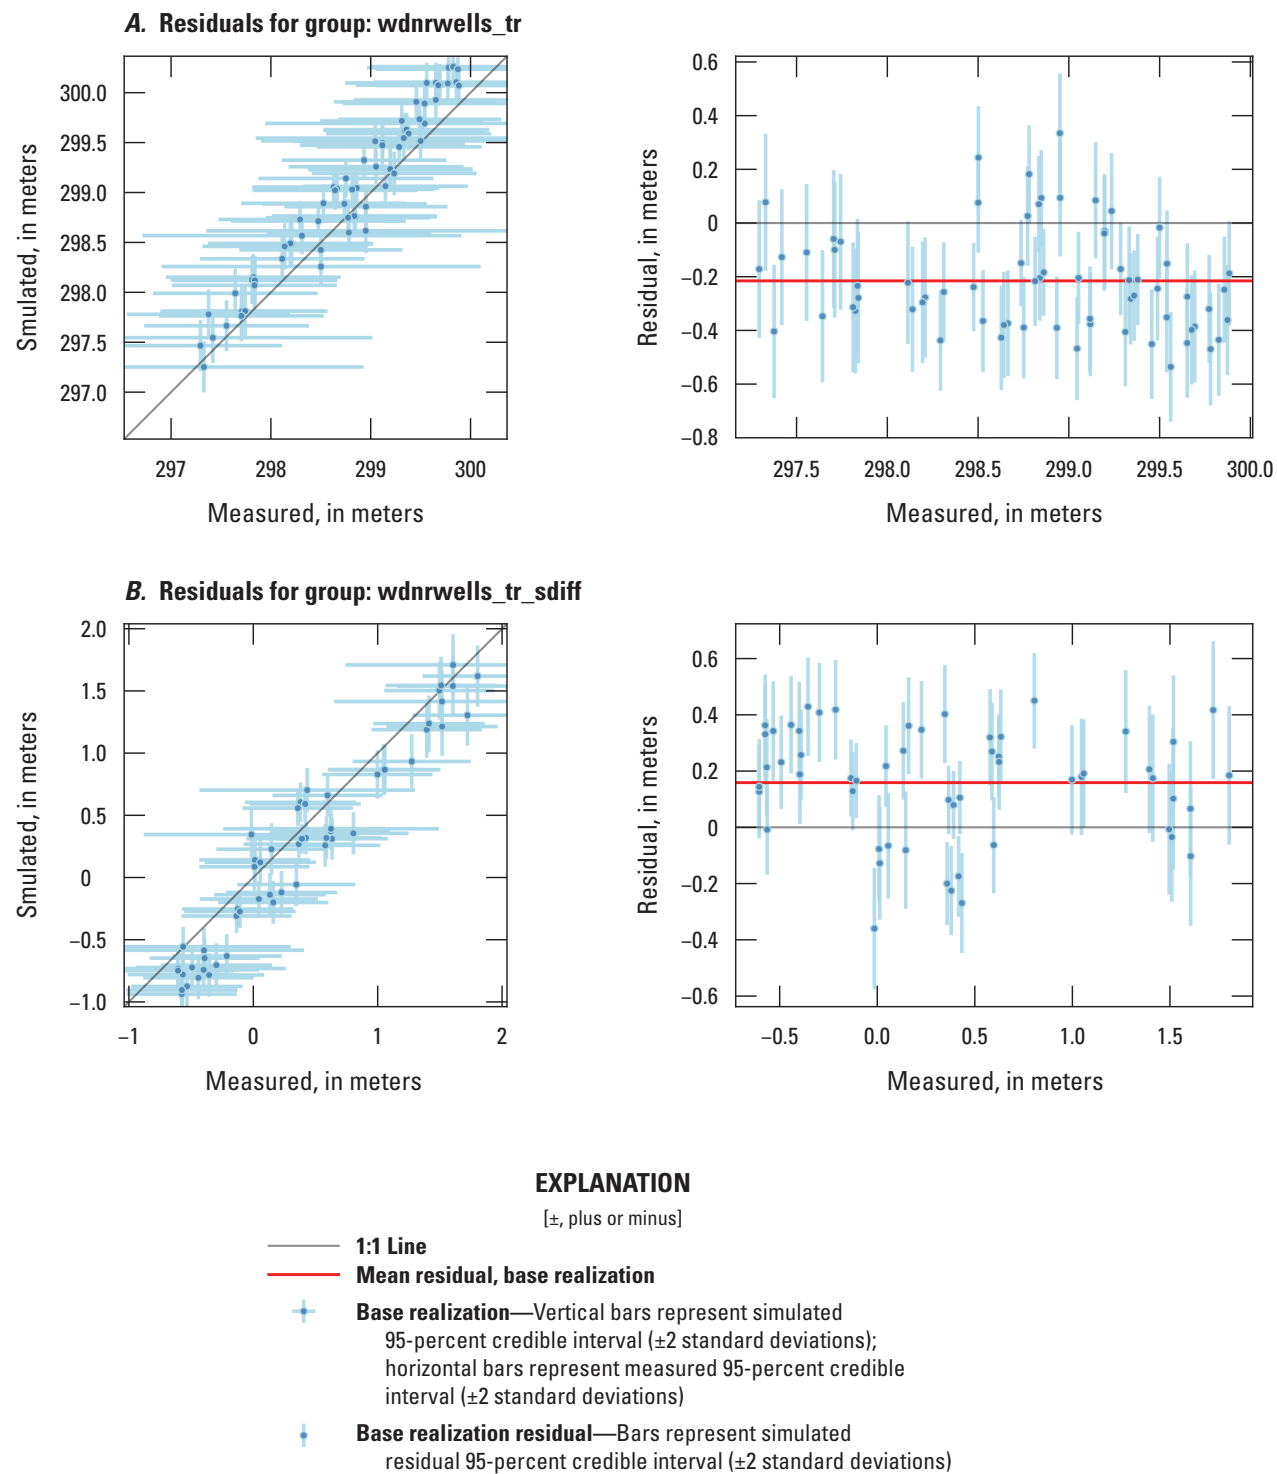 A. Residuals for group: wdnrwells_tr
Smulated, in meters
300.0
299.5
299.0
298.5
298.0
297.5
297.0
297 298 299 300
Measured, in meters
Residual, in meters
0.6
0.4
0.2
0
−0.2
−0.4
−0.6
−0.8
297.5 298.0 298.5 299.0 299.5 300.0
Measured, in meters
B. Residuals for group: wdnrwells_tr_sdiff
Smulated, in meters
2.0
1.5
1.0
0.5
0
−0.5
−1.0
−1 0 1 2
Measured, in meters
Residual, in meters
0.6
0.4
0.2
0
−0.2
−0.4
−0.6
−0.5 0.0 0.5 1.0 1.5
Measured, in meters
EXPLANATION
[±, plus or minus]
1:1 Line
Mean residual, base realization
Base realization—Vertical bars represent simulated
95-percent credible interval (±2 standard deviations);
horizontal bars represent measured 95-percent credible
interval (±2 standard deviations)
Base realization residual—Bars represent simulated
residual 95-percent credible interval (±2 standard deviations)